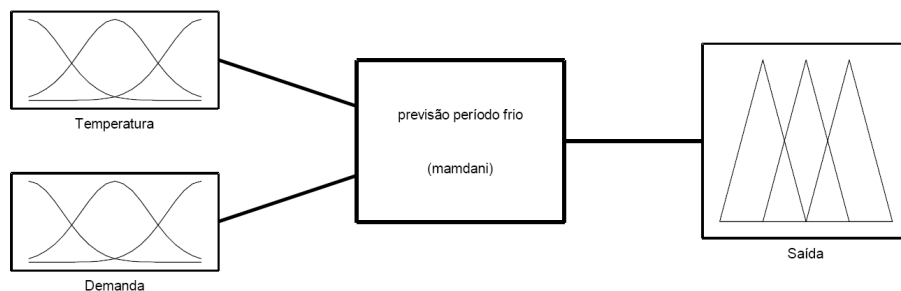 Temperatura
previsão período frio
(mamdani)
Demanda
Saída